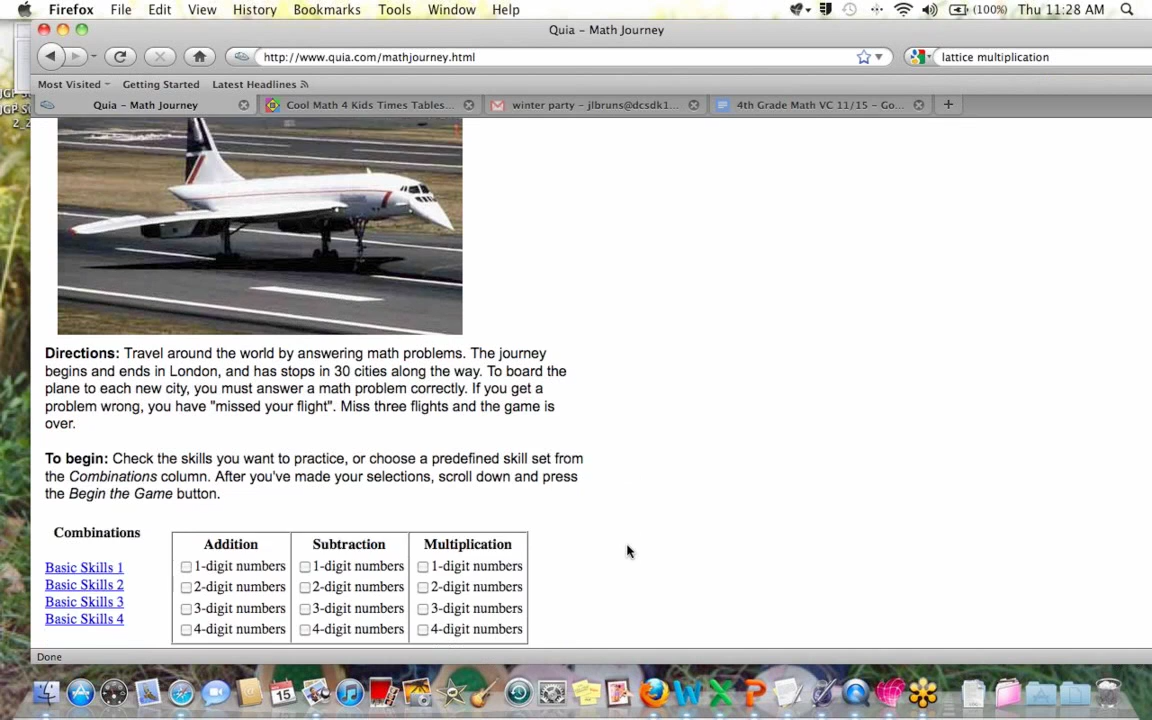 Firefox File Edit View History Bookmarks Tools Window Help (100%) Thu 11:28 AM
Quia – Math Journey
http://www.quia.com/mathjourney.html lattice multiplication
Most Visited Getting Started Latest Headlines
Quia – Math Journey Cool Math 4 Kids Times Tables... winter party – jlbruns@dcsdk1... 4th Grade Math VC 11/15 – Go...
Directions: Travel around the world by answering math problems. The journey
begins and ends in London, and has stops in 30 cities along the way. To board the
plane to each new city, you must answer a math problem correctly. If you get a
problem wrong, you have "missed your flight". Miss three flights and the game is
over.
To begin: Check the skills you want to practice, or choose a predefined skill set from
the Combinations column. After you've made your selections, scroll down and press
the Begin the Game button.
Combinations
Addition Subtraction Multiplication
Basic Skills 1 1-digit numbers 1-digit numbers 1-digit numbers
Basic Skills 2 2-digit numbers 2-digit numbers 2-digit numbers
Basic Skills 3 3-digit numbers 3-digit numbers 3-digit numbers
Basic Skills 4 4-digit numbers 4-digit numbers 4-digit numbers
Done
15